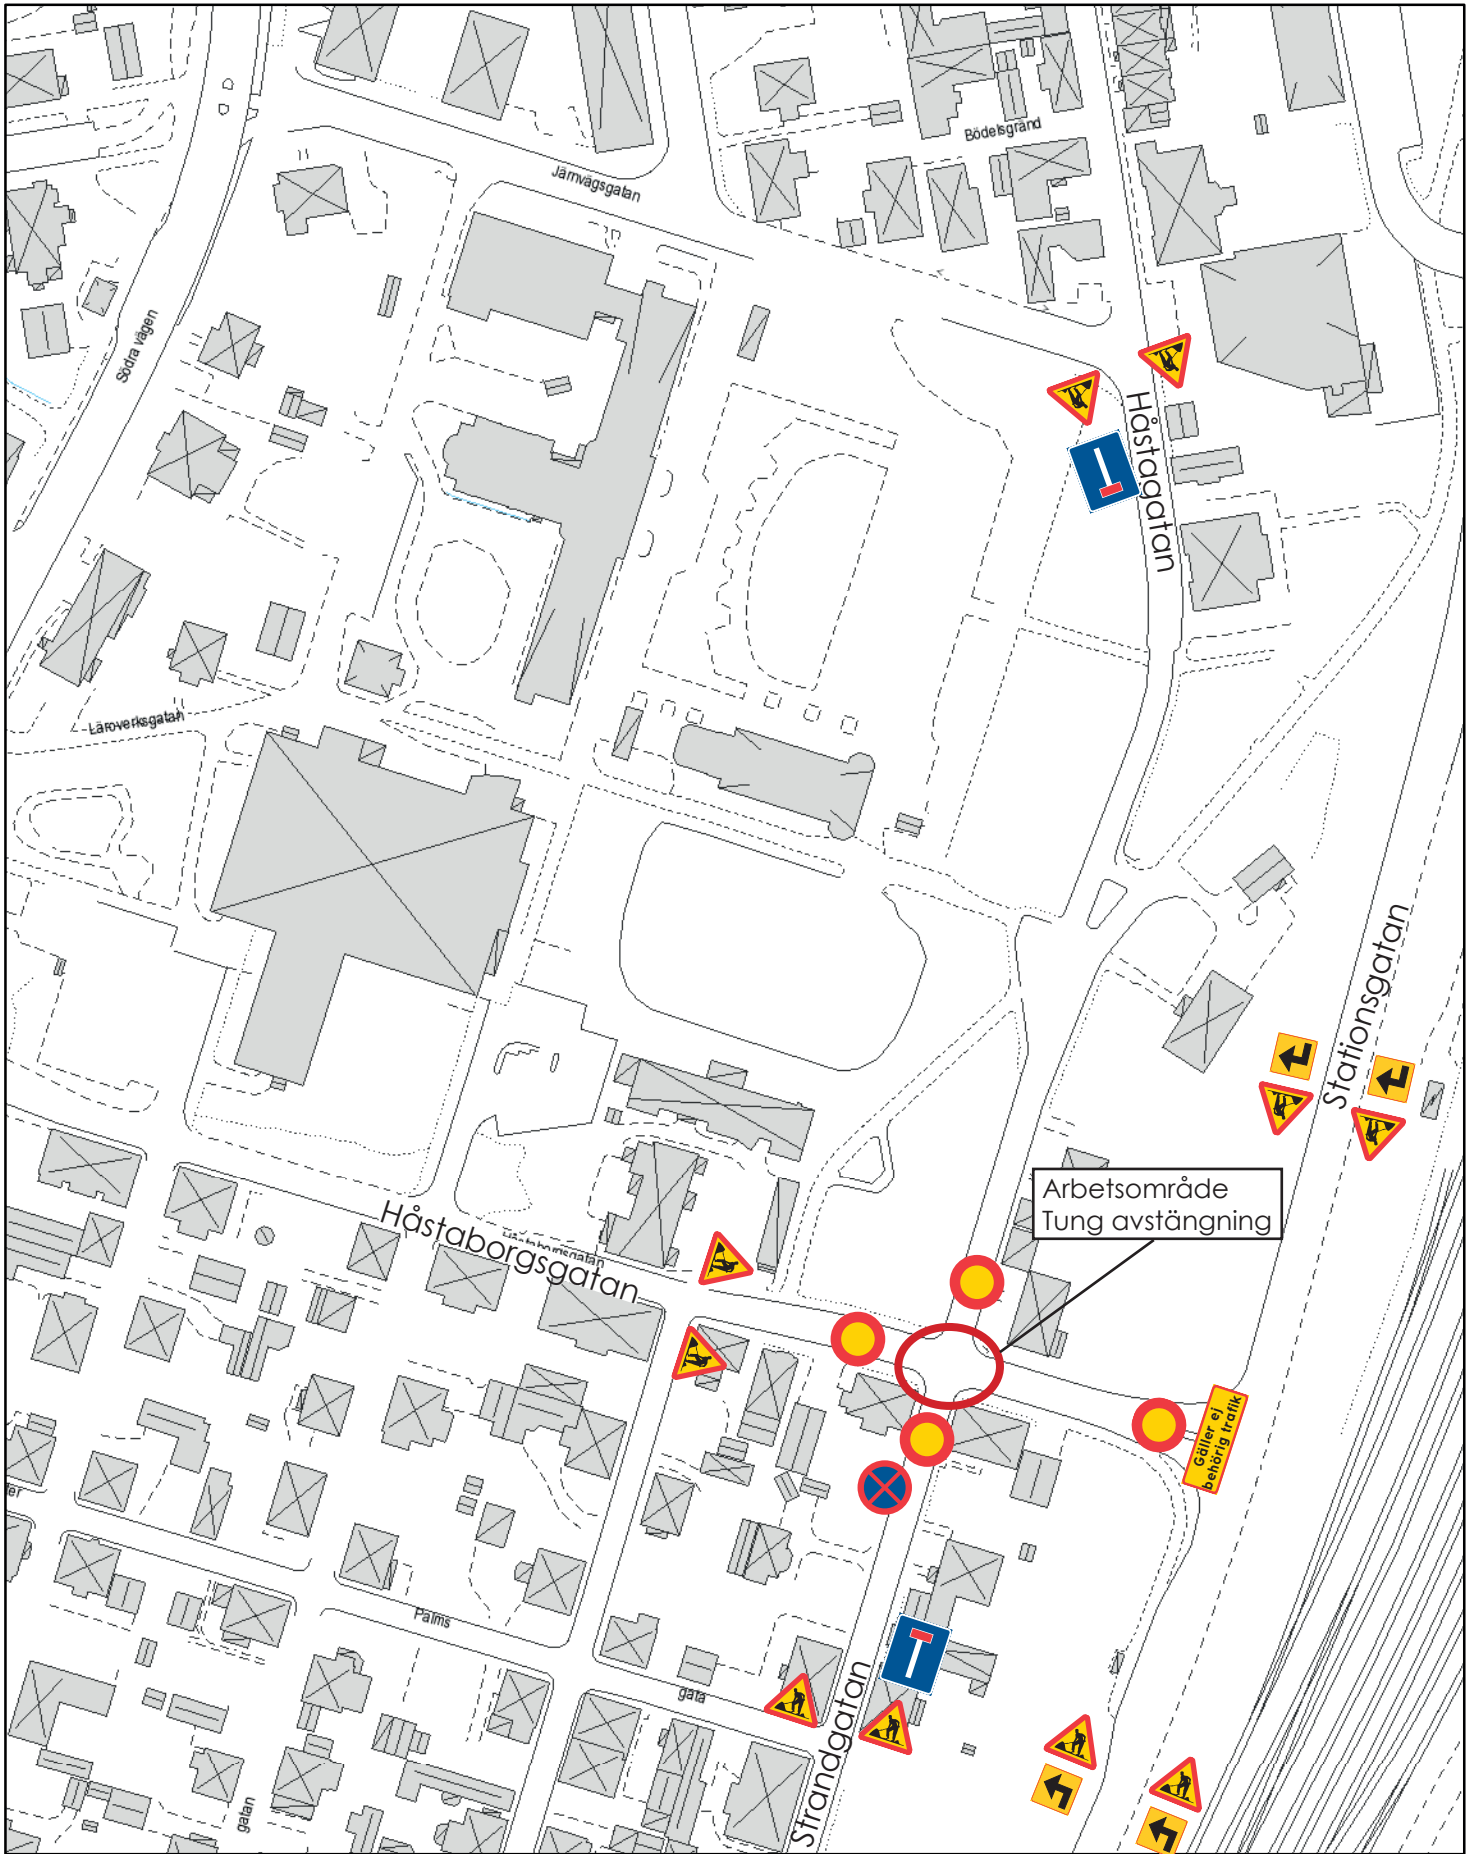 Bödelsgränd
Järnvägsgatan
Södra vägen
Håstagatan
Läroverksgatan
Stationsgatan
Arbetsområde
Tung avstängning
Håstaborgsgatan
Håstaborgsgatan
Gäller ej
behörig trafik
Palms
gata
Strandgatan
gatan